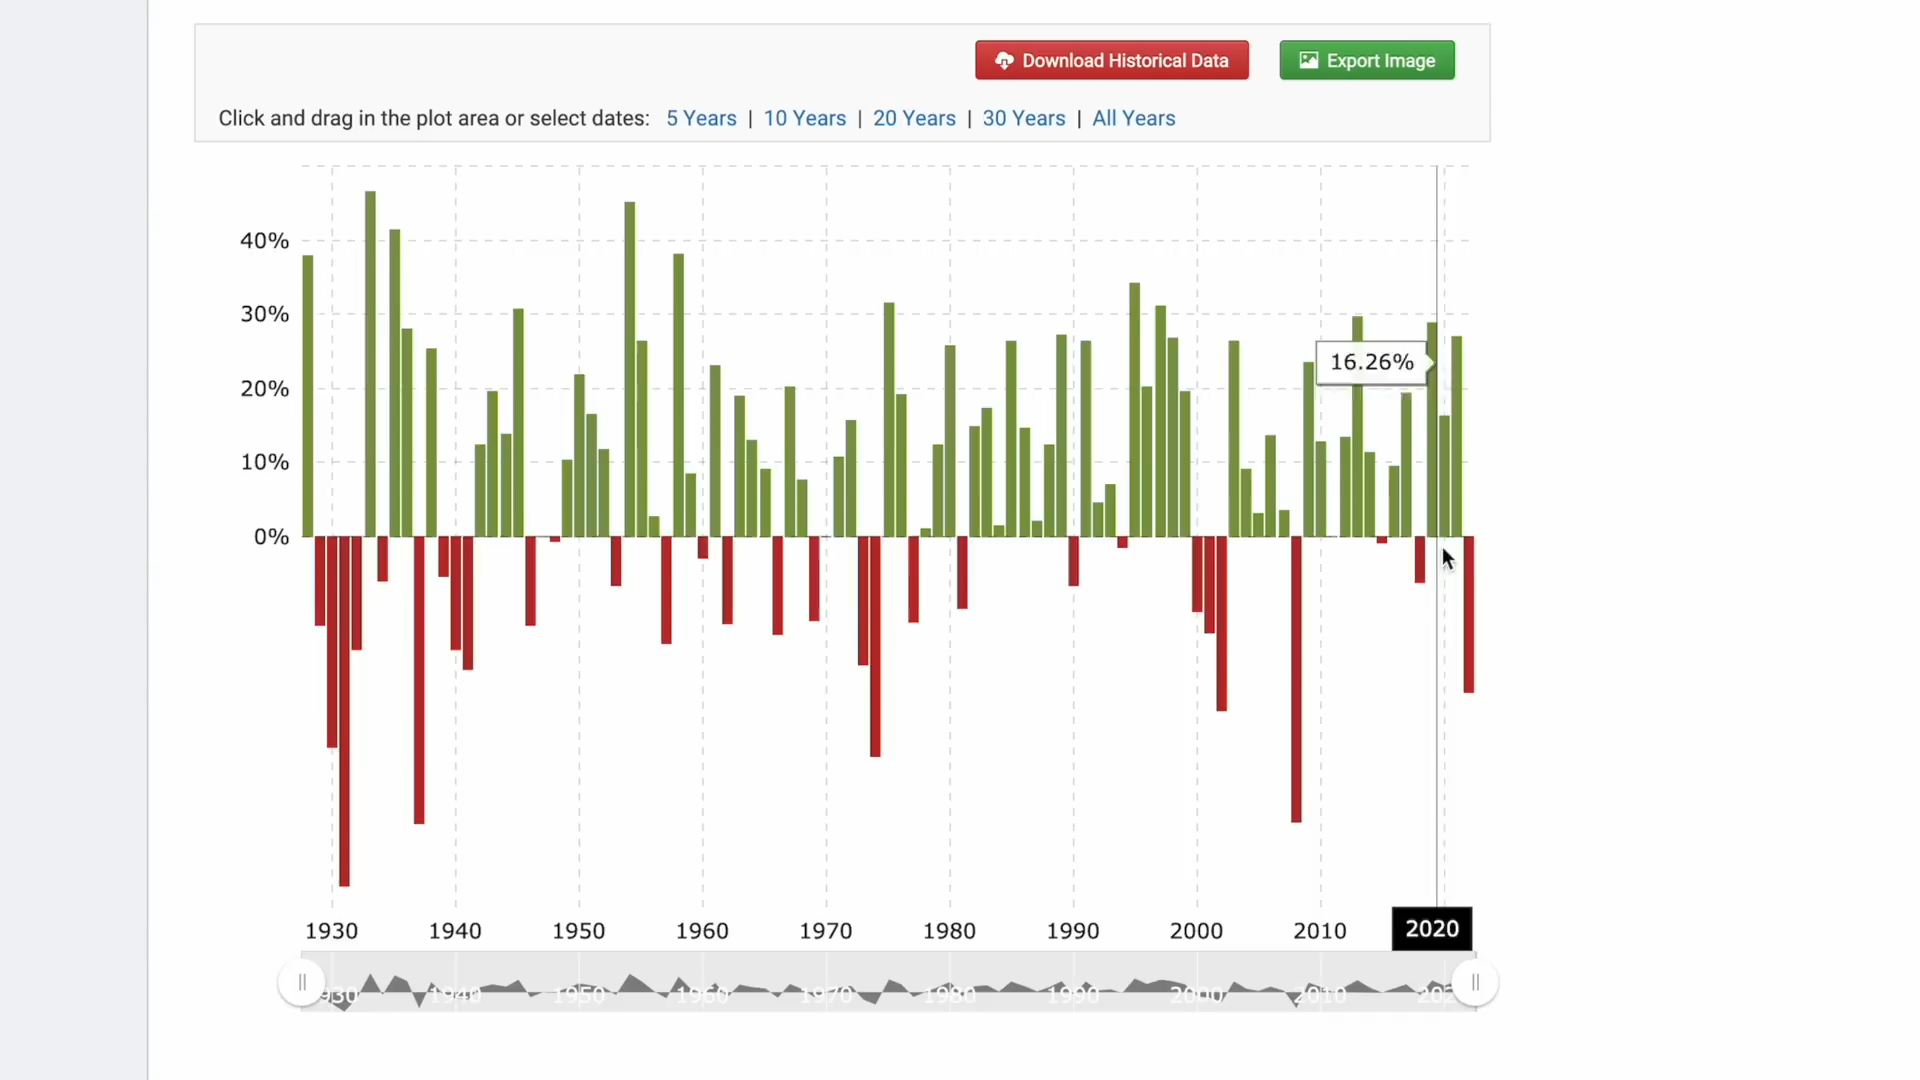 Download Historical Data Export Image
Click and drag in the plot area or select dates: 5 Years | 10 Years | 20 Years | 30 Years | All Years
40%
30%
16.26%
20%
10%
0%
1930 1940 1950 1960 1970 1980 1990 2000 2010 2020
930 1940 1950 1960 1970 1980 1990 2000 2010 202